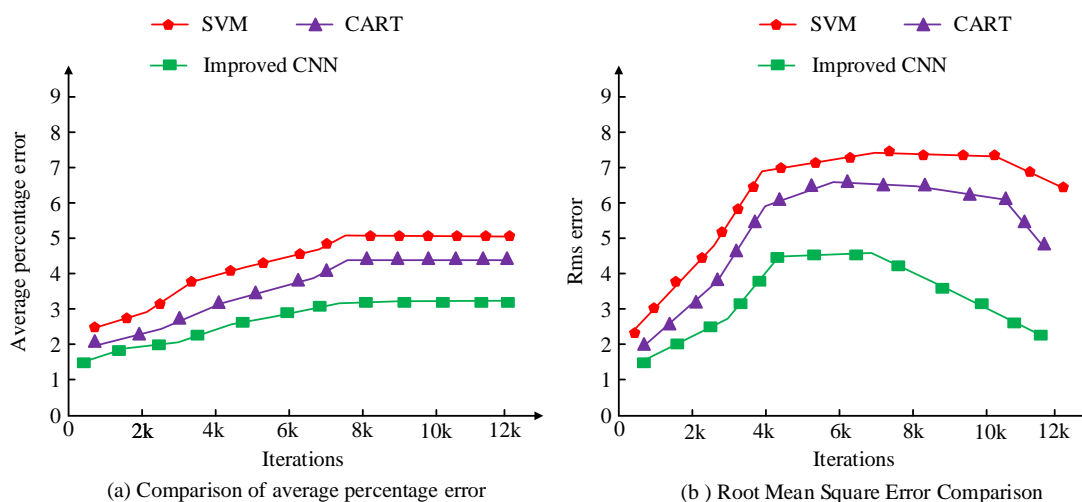 SVM CART
Improved CNN
Average percentage error
9
8
7
6
5
4
3
2
1
0
0 2k 4k 6k 8k 10k 12k
Iterations
(a) Comparison of average percentage error
SVM CART
Improved CNN
Rms error
9
8
7
6
5
4
3
2
1
0
0 2k 4k 6k 8k 10k 12k
Iterations
(b ) Root Mean Square Error Comparison